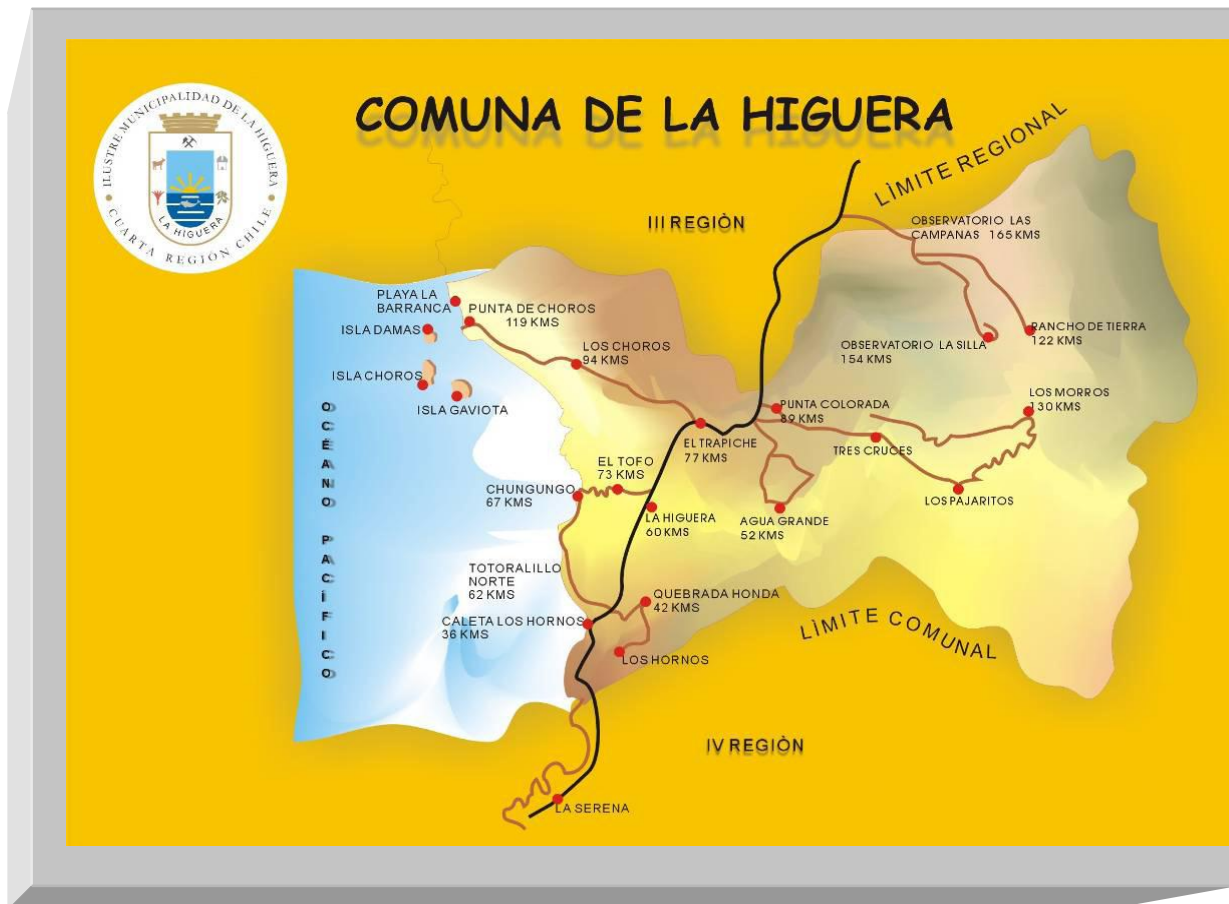 ILUSTRE MUNICIPALIDAD DE LA HIGUERA
CUARTA REGIÓN CHILE
LA HIGUERA
COMUNA DE LA HIGUERA
LÌMITE REGIONAL
III REGIÒN
OBSERVATORIO LAS
CAMPANAS 165 KMS
PLAYA LA
BARRANCA
PUNTA DE CHOROS
119 KMS
ISLA DAMAS
RANCHO DE TIERRA
122 KMS
OBSERVATORIO LA SILLA
154 KMS
LOS CHOROS
94 KMS
ISLA CHOROS
ISLA GAVIOTA
LOS MORROS
130 KMS
PUNTA COLORADA
89 KMS
OCÉANO PACÍFICO
EL TRAPICHE
77 KMS
TRES CRUCES
EL TOFO
73 KMS
CHUNGUNGO
67 KMS
LOS PAJARITOS
LA HIGUERA
60 KMS
AGUA GRANDE
52 KMS
TOTORALILLO
NORTE
62 KMS
QUEBRADA HONDA
42 KMS
CALETA LOS HORNOS
36 KMS
LÌMITE COMUNAL
LOS HORNOS
IV REGIÒN
LA SERENA